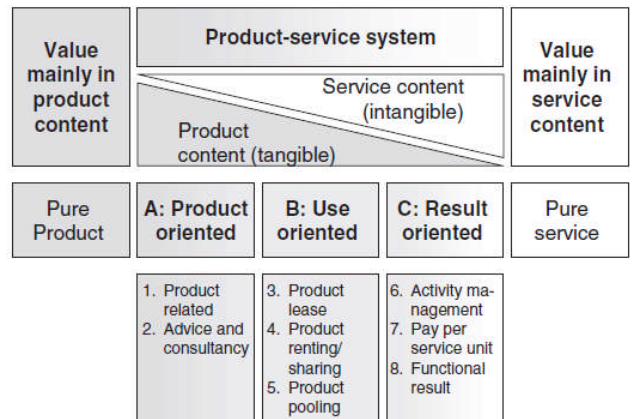 Value
mainly in
product
content
Product-service system
Service content
(intangible)
Product
content (tangible)
Value
mainly in
service
content
Pure
Product
A: Product
oriented
B: Use
oriented
C: Result
oriented
Pure
service
1. Product
related
2. Advice and
consultancy
3. Product
lease
4. Product
renting/
sharing
5. Product
pooling
6. Activity ma-
nagement
7. Pay per
service unit
8. Functional
result